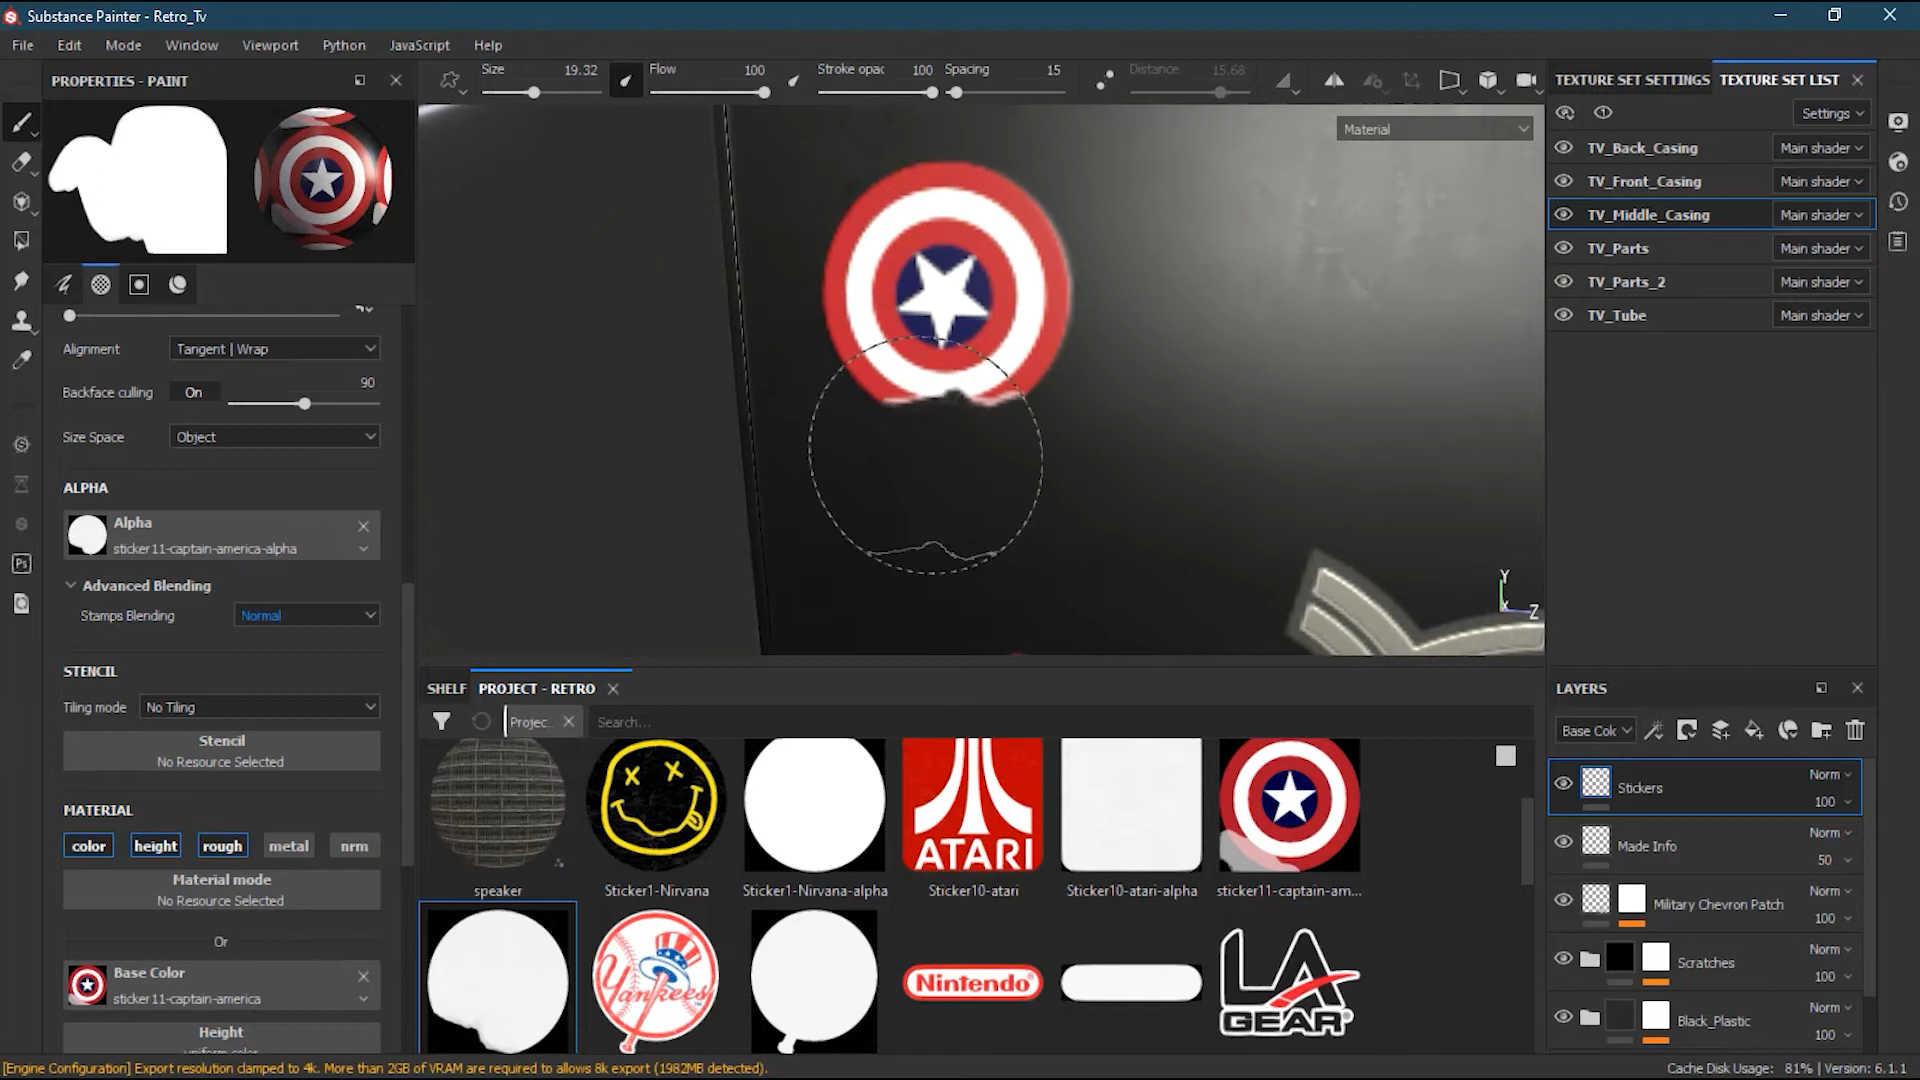 Substance Painter - Retro_Tv
File Edit Mode Window Viewport Python JavaScript Help
PROPERTIES - PAINT
Size 19.32 Flow 100 Stroke opac 100 Spacing 15 Distance 15.68
TEXTURE SET SETTINGS TEXTURE SET LIST
Settings
Material
TV_Back_Casing Main shader
TV_Front_Casing Main shader
TV_Middle_Casing Main shader
TV_Parts Main shader
TV_Parts_2 Main shader
TV_Tube Main shader
Alignment Tangent | Wrap
Backface culling On 90
Size Space Object
ALPHA
Alpha
sticker11-captain-america-alpha
Advanced Blending
Stamps Blending Normal
STENCIL
Tiling mode No Tiling
Stencil
No Resource Selected
MATERIAL
color height rough metal nrm
Material mode
No Resource Selected
Or
Base Color
sticker11-captain-america
Height
uniform color
Ps
Y
X
Z
SHELF PROJECT - RETRO
Projec... Search...
ATARI
speaker Sticker1-Nirvana Sticker1-Nirvana-alpha Sticker10-atari Sticker10-atari-alpha sticker11-captain-am...
Yankees
Nintendo
LA
GEAR
LAYERS
Base Col
Stickers Norm 100
Made Info Norm 50
Military Chevron Patch Norm 100
Scratches Norm 100
Black_Plastic Norm 100
[Engine Configuration] Export resolution clamped to 4k. More than 2GB of VRAM are required to allows 8k export (1982MB detected).
Cache Disk Usage: 81% | Version: 6.1.1